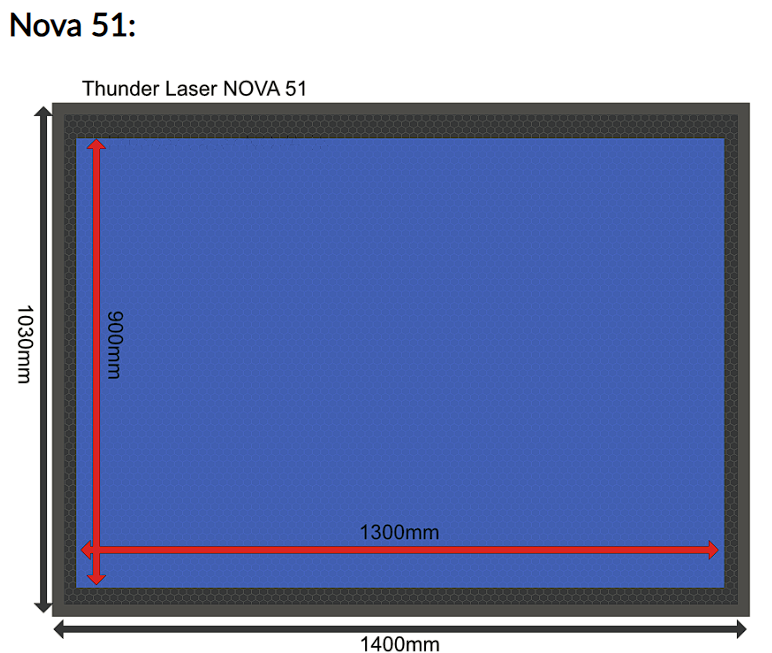 Nova 51:
Thunder Laser NOVA 51
1030mm
900mm
1300mm
1400mm